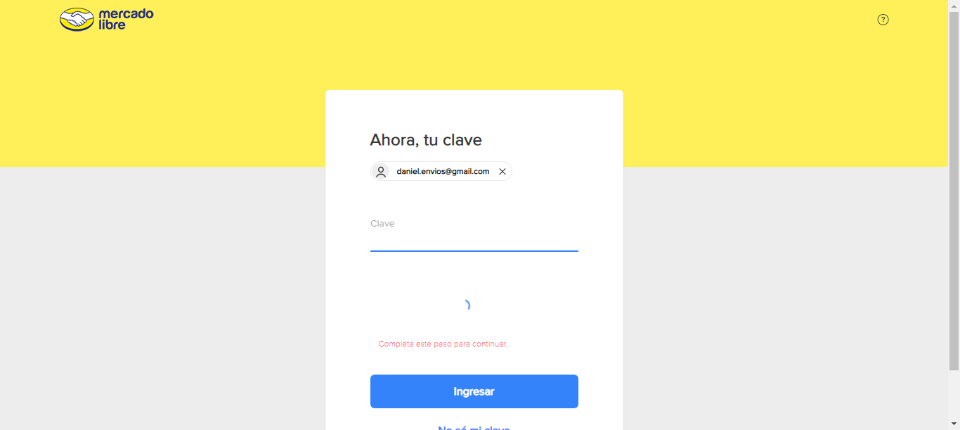 mercado
libre
?
Ahora, tu clave
daniel.envios@gmail.com
Clave
Completa este paso para continuar.
Ingresar
No sé mi clave